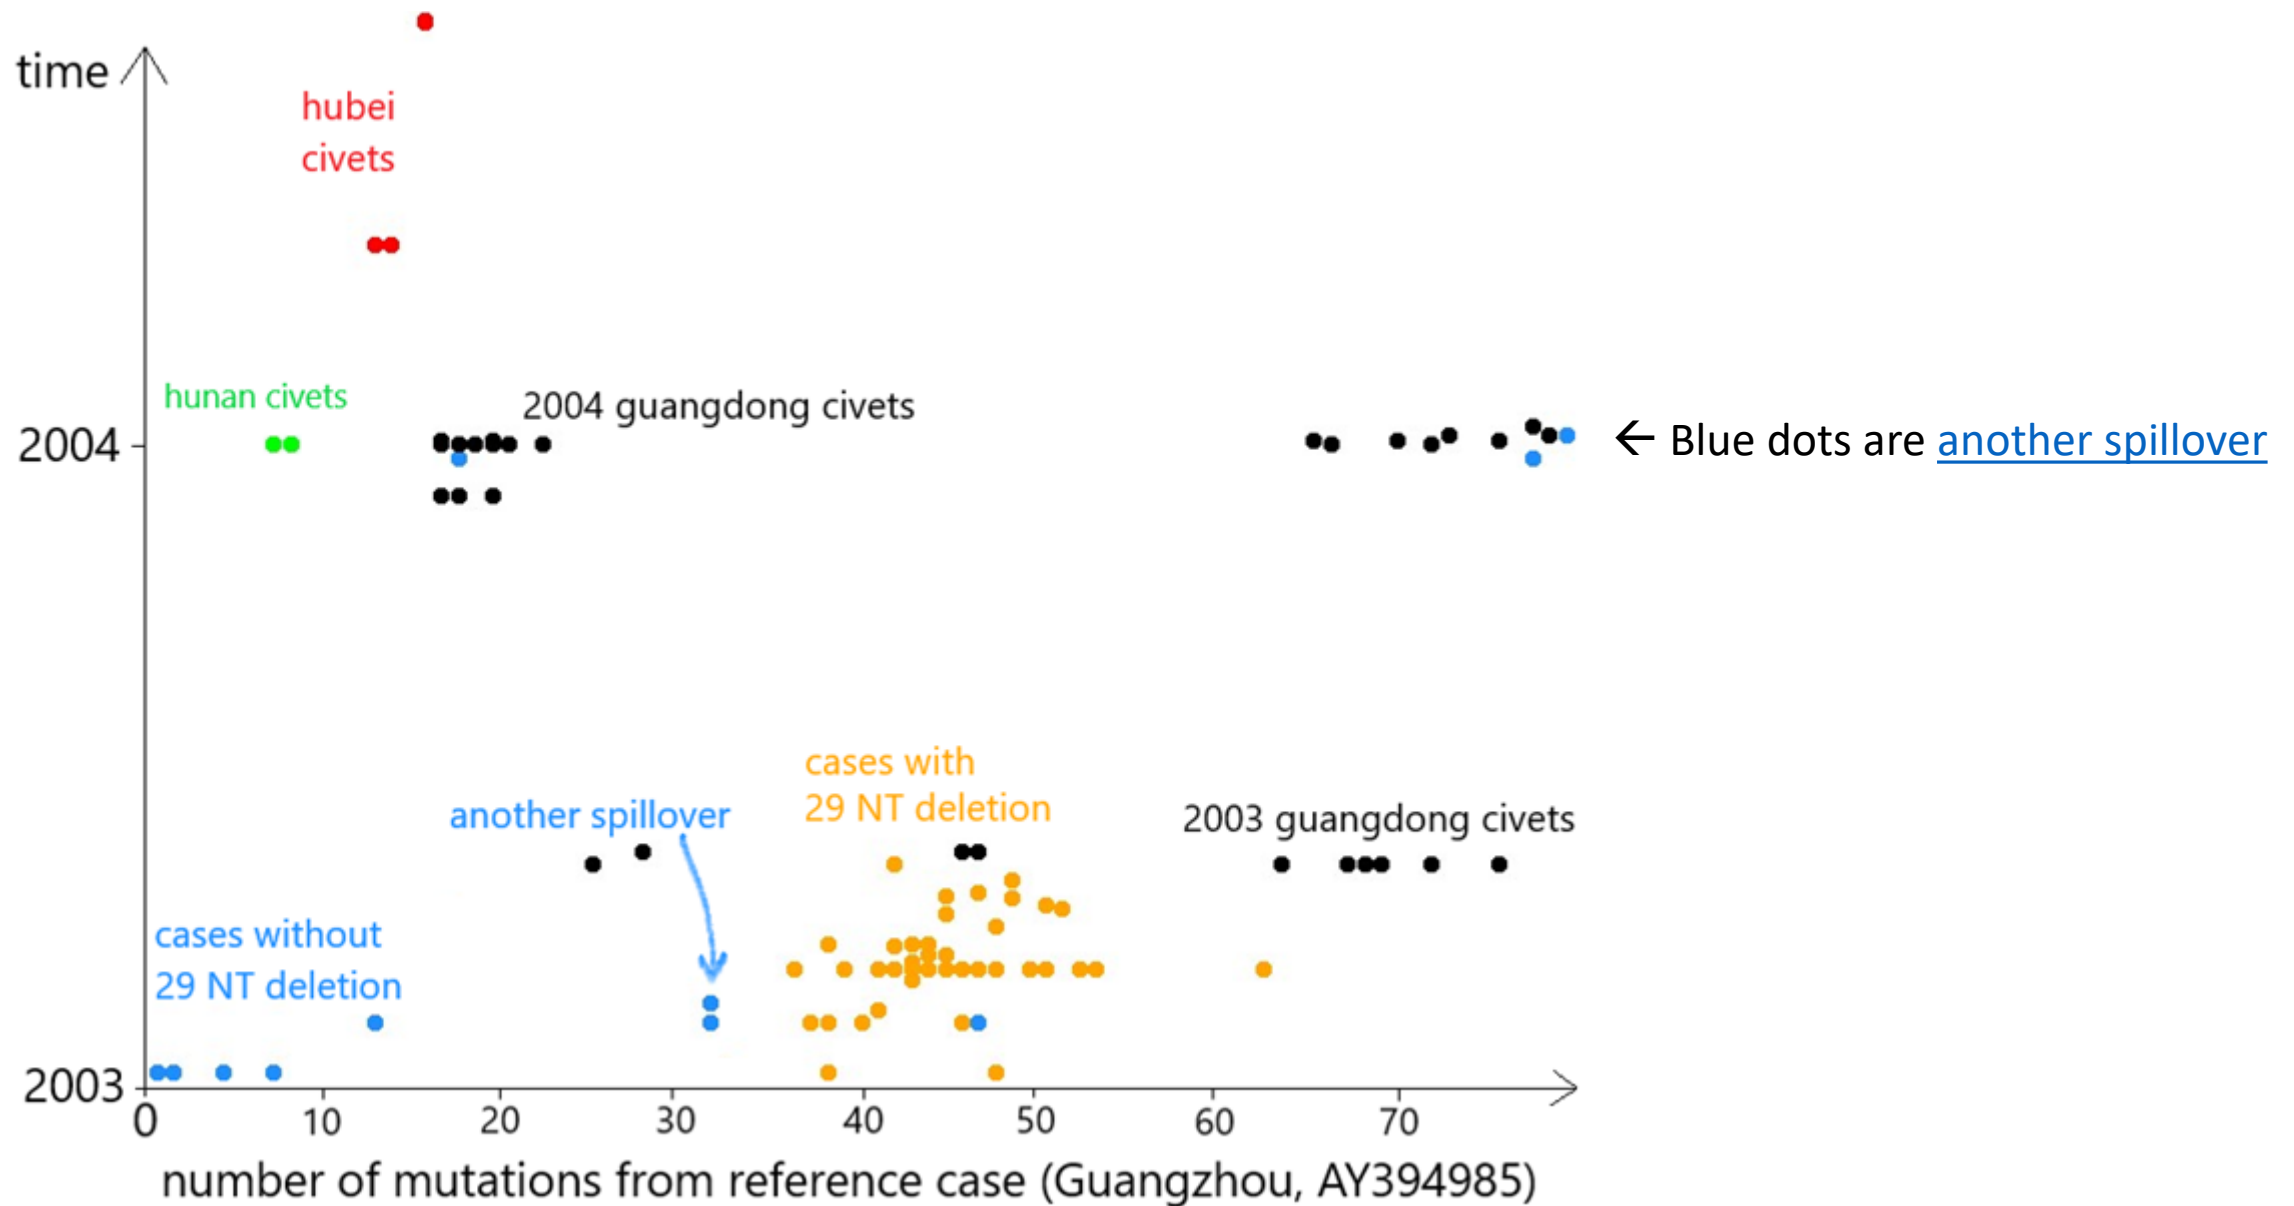 time
hubei
civets
hunan civets
2004 guangdong civets
2004
← Blue dots are another spillover
cases with
29 NT deletion
another spillover
2003 guangdong civets
cases without
29 NT deletion
2003
0 10 20 30 40 50 60 70
number of mutations from reference case (Guangzhou, AY394985)